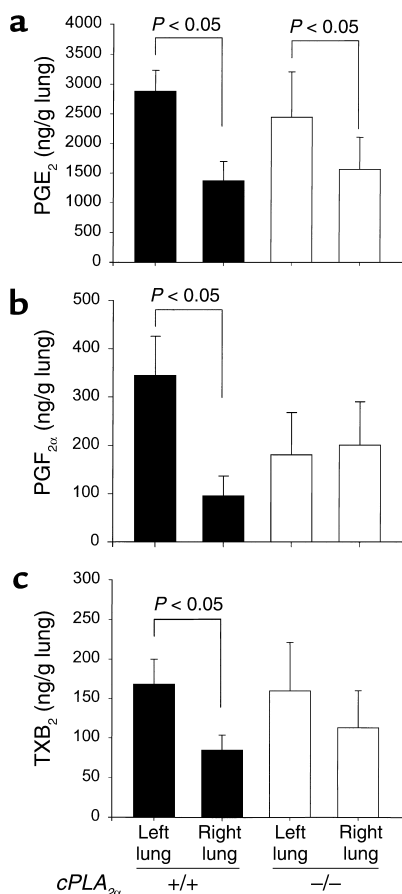 a
P < 0.05
P < 0.05
PGE2 (ng/g lung)
4000
3500
3000
2500
2000
1500
1000
500
0
b
P < 0.05
PGF2α (ng/g lung)
500
400
300
200
100
0
c
P < 0.05
TXB2 (ng/g lung)
300
250
200
150
100
50
0
Left lung
Right lung
Left lung
Right lung
cPLA2α +/+ –/–